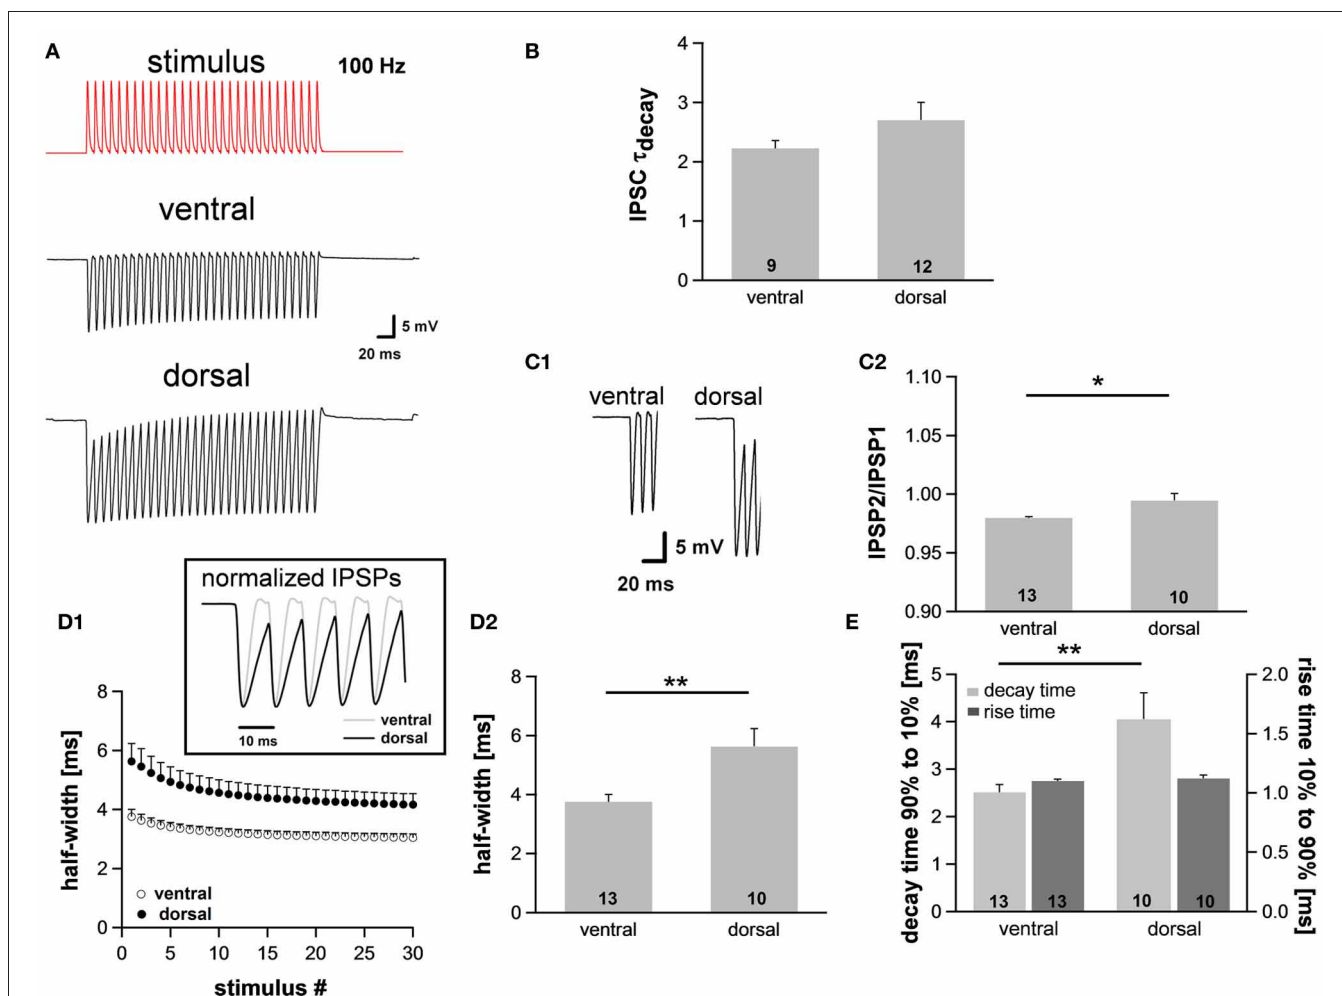 A
stimulus
100 Hz
ventral
5 mV
20 ms
dorsal
B
4
3
2
1
0
IPSC τdecay
9
12
ventral
dorsal
C1
ventral
dorsal
5 mV
20 ms
C2
*
1.10
1.05
1.00
0.95
0.90
IPSP2/IPSP1
13
10
ventral
dorsal
D1
normalized IPSPs
10 ms
ventral
dorsal
8
6
4
2
0
half-width [ms]
ventral
dorsal
0
5
10
15
20
25
30
stimulus #
D2
**
8
6
4
2
0
half-width [ms]
13
10
ventral
dorsal
E
**
decay time
rise time
5
4
3
2
1
0
decay time 90% to 10% [ms]
2.0
1.5
1.0
0.5
0.0
rise time 10% to 90% [ms]
13
13
10
10
ventral
dorsal